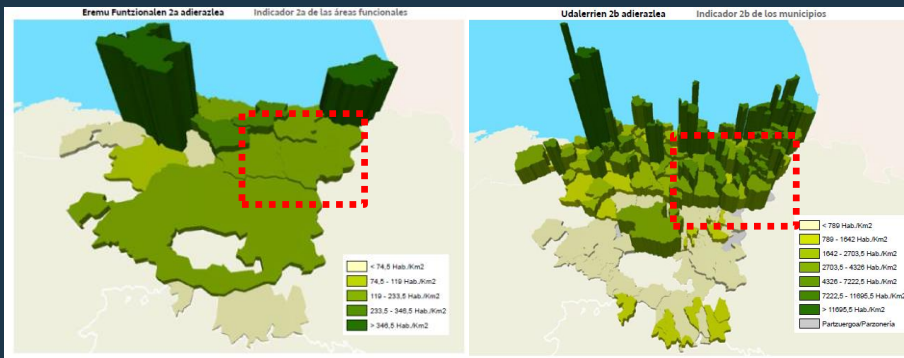 Eremu Funtzionalen 2a adierazlea Indicador 2a de las áreas funcionales
< 74,5 Hab./Km2
74,5 - 119 Hab./Km2
119 - 233,5 Hab./Km2
233,5 - 346,5 Hab./Km2
> 346,5 Hab./Km2
Udalerrien 2b adierazlea Indicador 2b de los municipios
< 789 Hab./Km2
789 - 1642 Hab./Km2
1642 - 2703,5 Hab./Km2
2703,5 - 4326 Hab./Km2
4326 - 7222,5 Hab./Km2
7222,5 - 11695,5 Hab./Km2
> 11695,5 Hab./Km2
Partzuergoa/Parzonería